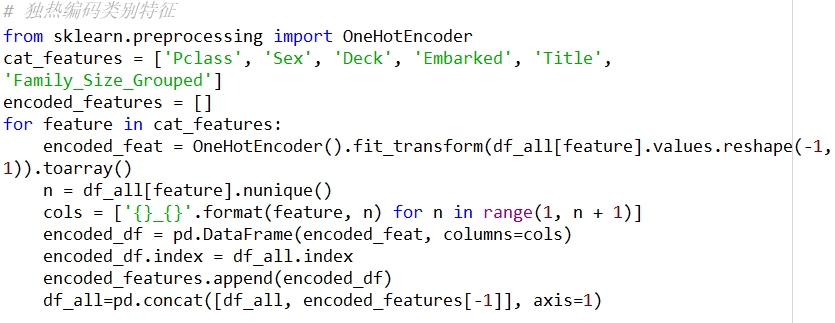 # 独热编码类别特征
from sklearn.preprocessing import OneHotEncoder
cat_features = ['Pclass', 'Sex', 'Deck', 'Embarked', 'Title',
'Family_Size_Grouped']
encoded_features = []
for feature in cat_features:
    encoded_feat = OneHotEncoder().fit_transform(df_all[feature].values.reshape(-1,
1)).toarray()
    n = df_all[feature].nunique()
    cols = ['{}_{}'.format(feature, n) for n in range(1, n + 1)]
    encoded_df = pd.DataFrame(encoded_feat, columns=cols)
    encoded_df.index = df_all.index
    encoded_features.append(encoded_df)
    df_all=pd.concat([df_all, encoded_features[-1]], axis=1)